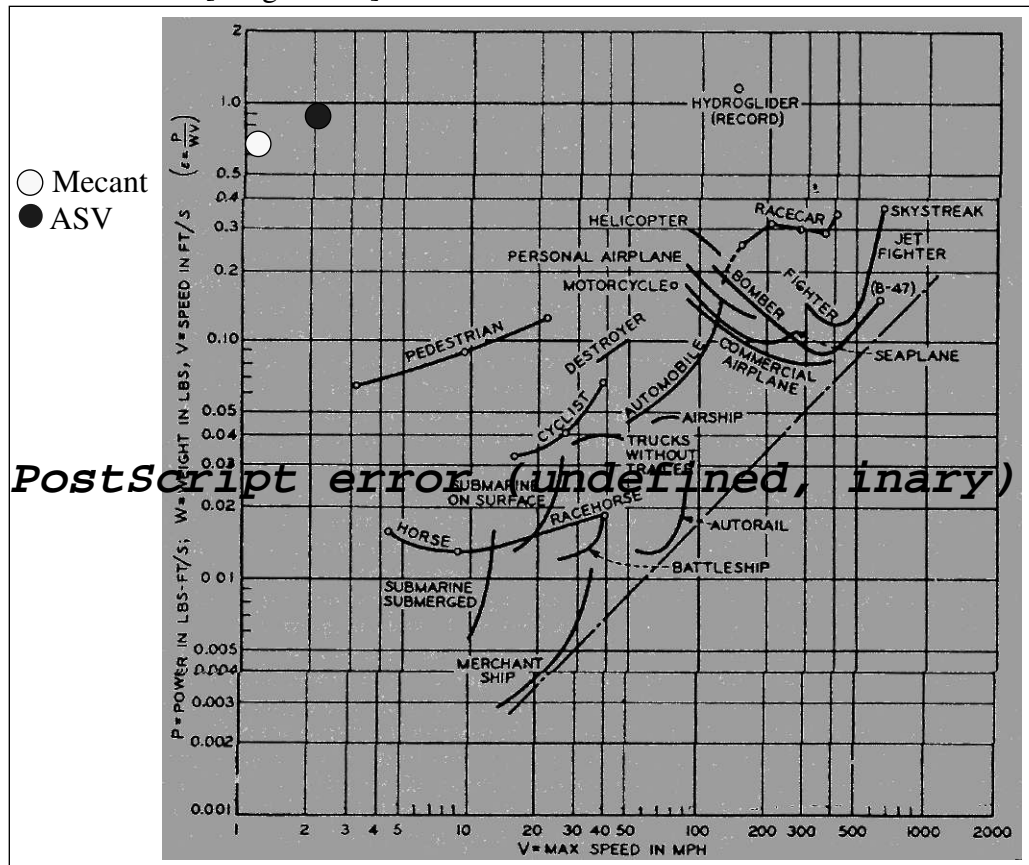 2
HYDROGLIDER
(RECORD)
1.0
0.5
0.4
0.3
0.2
0.10
0.05
0.04
0.03
0.02
0.01
0.005
0.004
0.003
0.002
0.001
P=POWER IN LBS-FT/S; W=WEIGHT IN LBS, V=SPEED IN FT/S (ε=P/WV)
Mecant
ASV
RACECAR
SKYSTREAK
HELICOPTER
JET
FIGHTER
PERSONAL AIRPLANE
MOTORCYCLE
BOMBER
FIGHTER
(B-47)
PEDESTRIAN
DESTROYER
SEAPLANE
COMMERCIAL
AIRPLANE
AUTOMOBILE
CYCLIST
AIRSHIP
TRUCKS
WITHOUT
PostScript error (undefined, inary)
SUBMARINE
ON SURFACE
RACEHORSE
HORSE
AUTORAIL
BATTLESHIP
SUBMARINE
SUBMERGED
MERCHANT
SHIP
1 2 3 4 5 10 20 30 40 50 100 200 300 500 1000 2000
V=MAX SPEED IN MPH